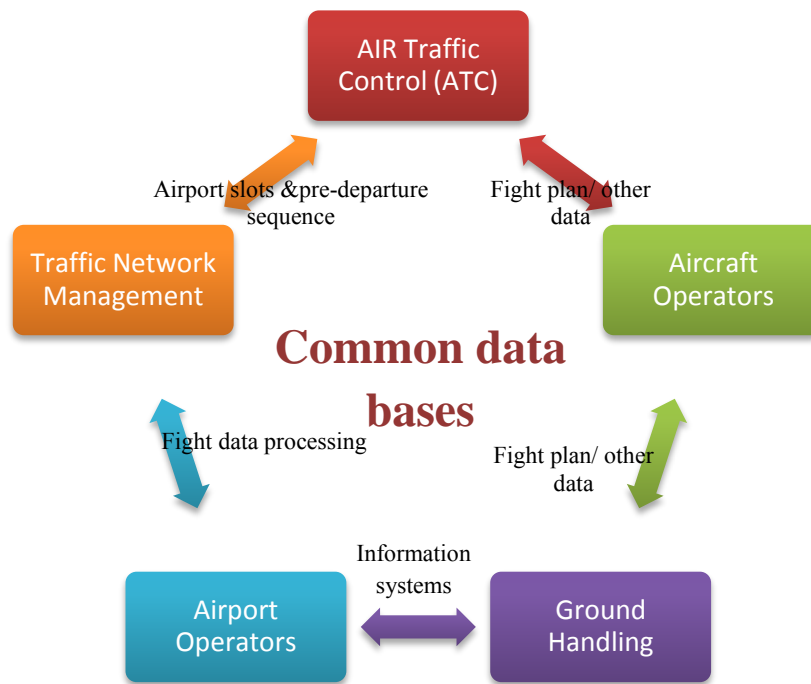 AIR Traffic
Control (ATC)
Airport slots &pre-departure
sequence
Fight plan/ other
data
Traffic Network
Management
Aircraft
Operators
Common data
bases
Fight data processing
Fight plan/ other
data
Information
systems
Airport
Operators
Ground
Handling